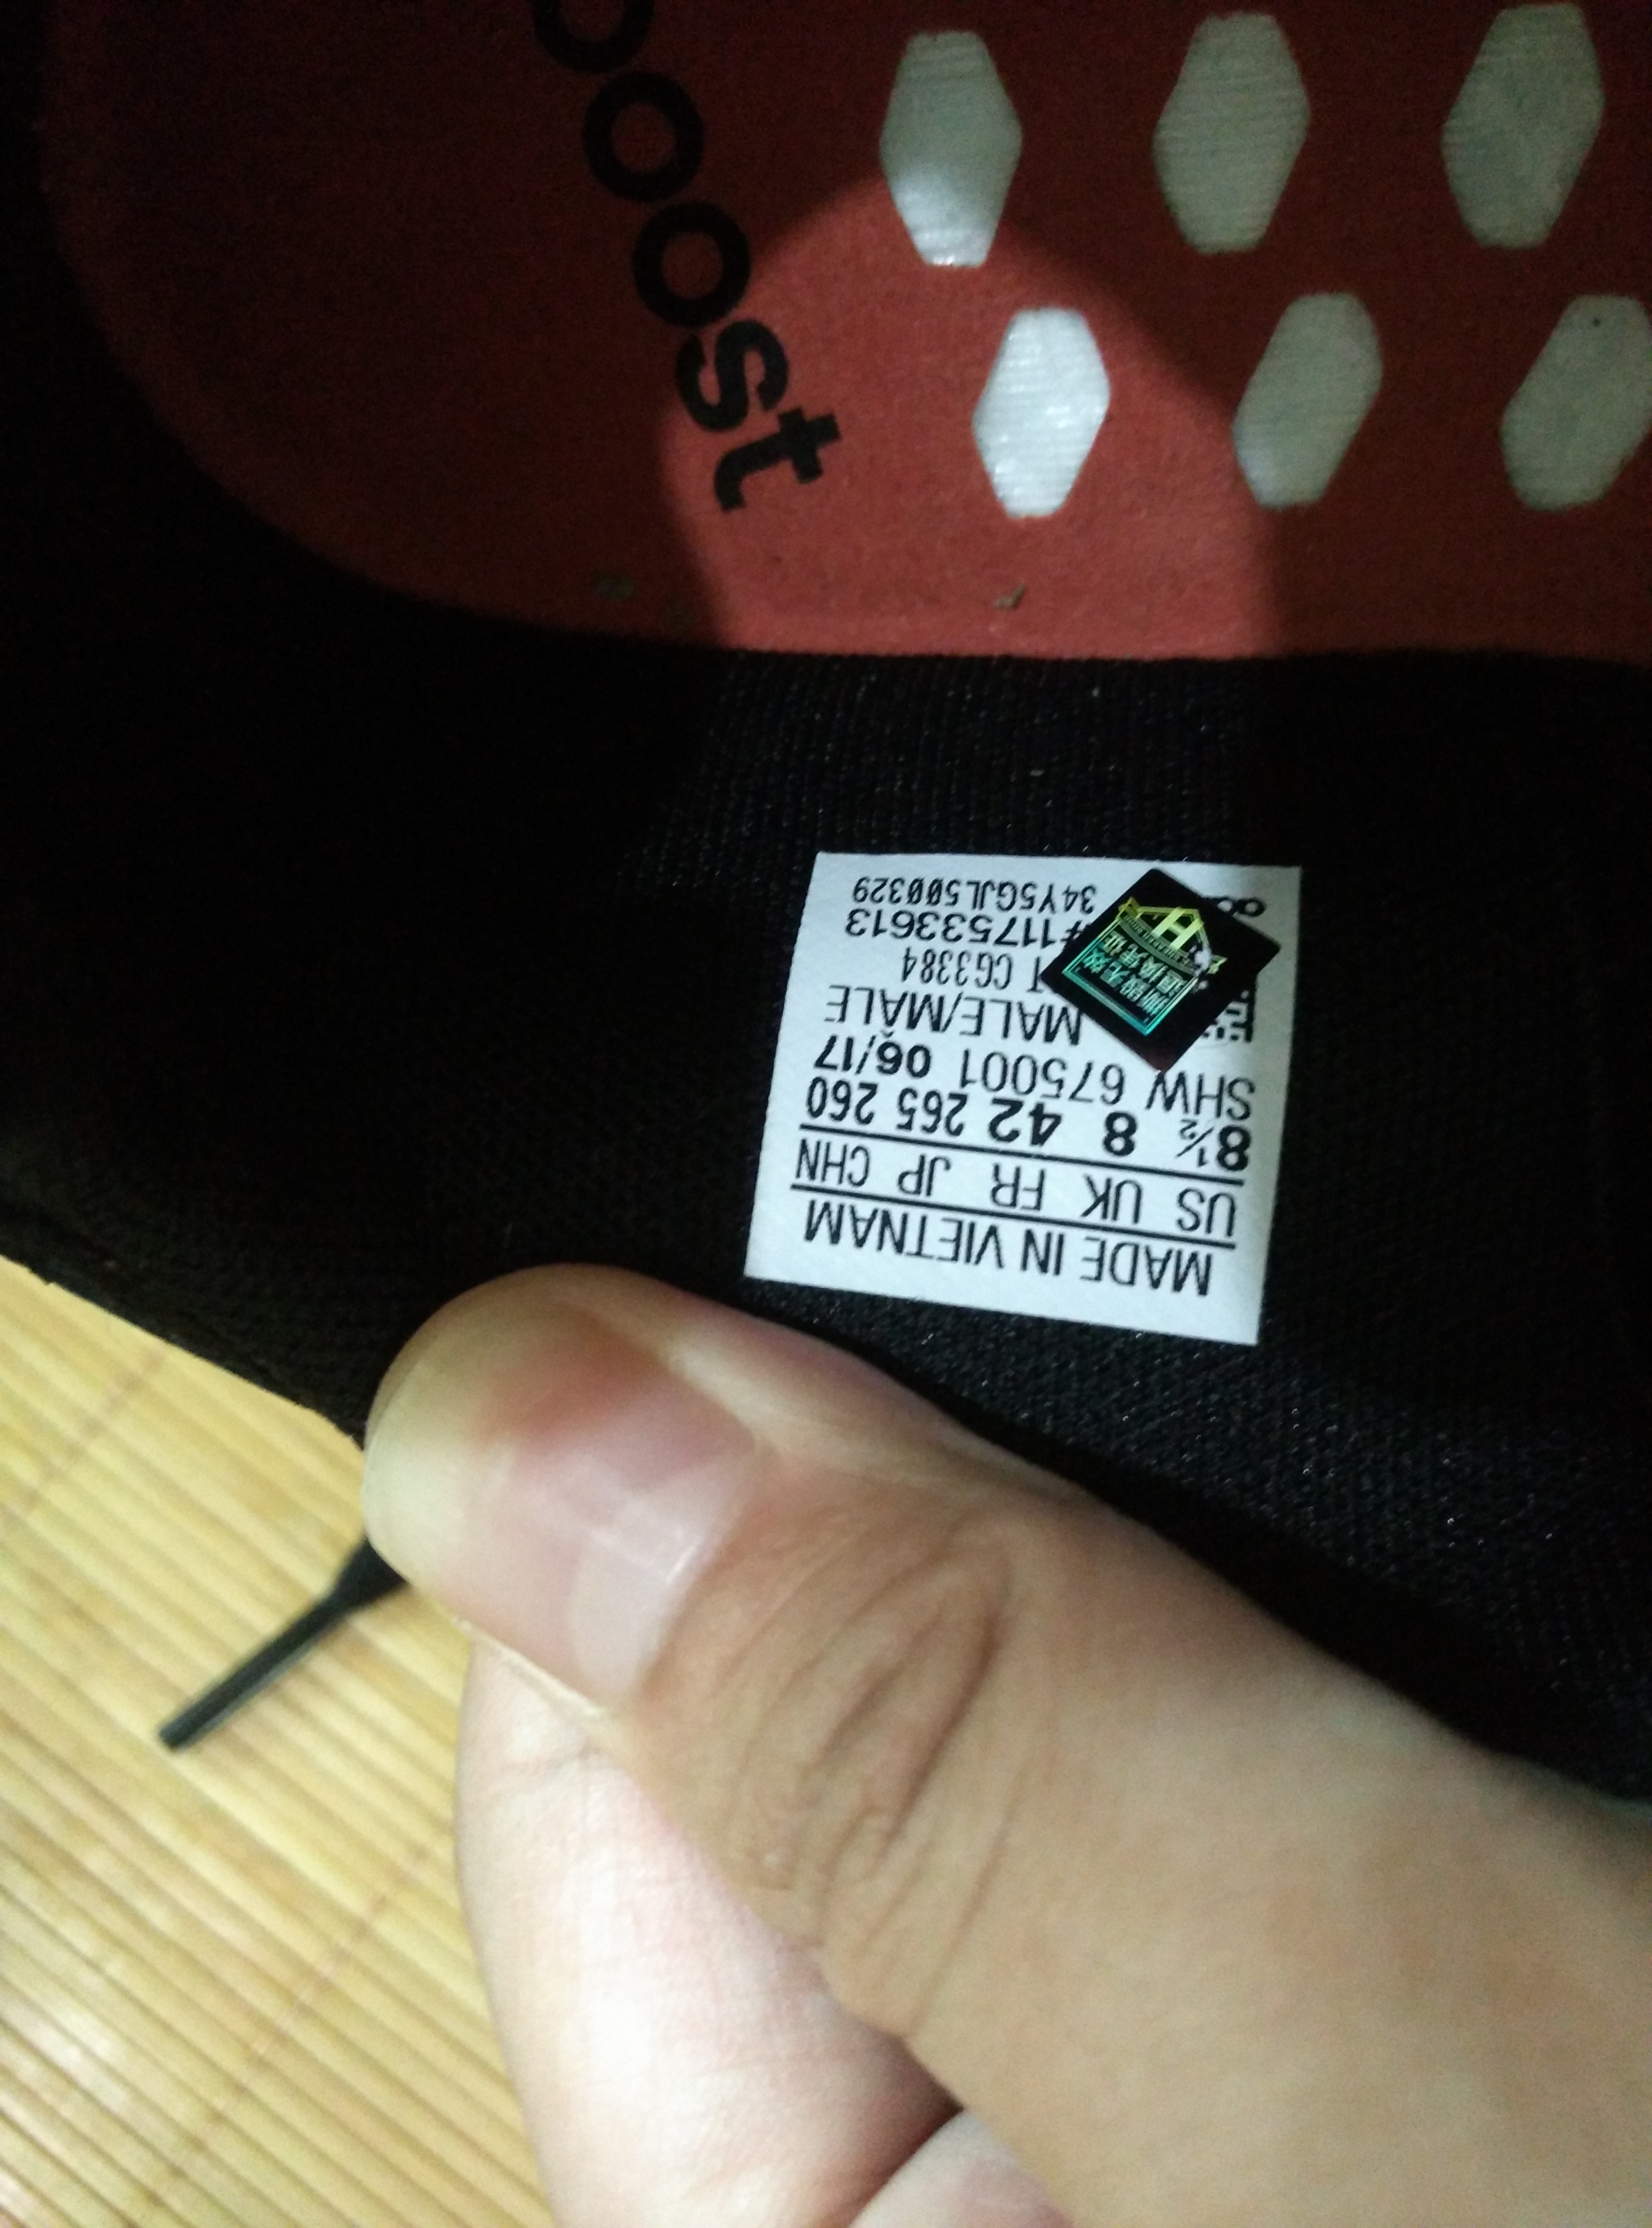 oost
MADE IN VIETNAM
US UK FR JP CHN
8½ 8 42 265 260
SHW 675001 06/17
MALE/MALE
CG3384
#117533613
34Y5GJL500329
H